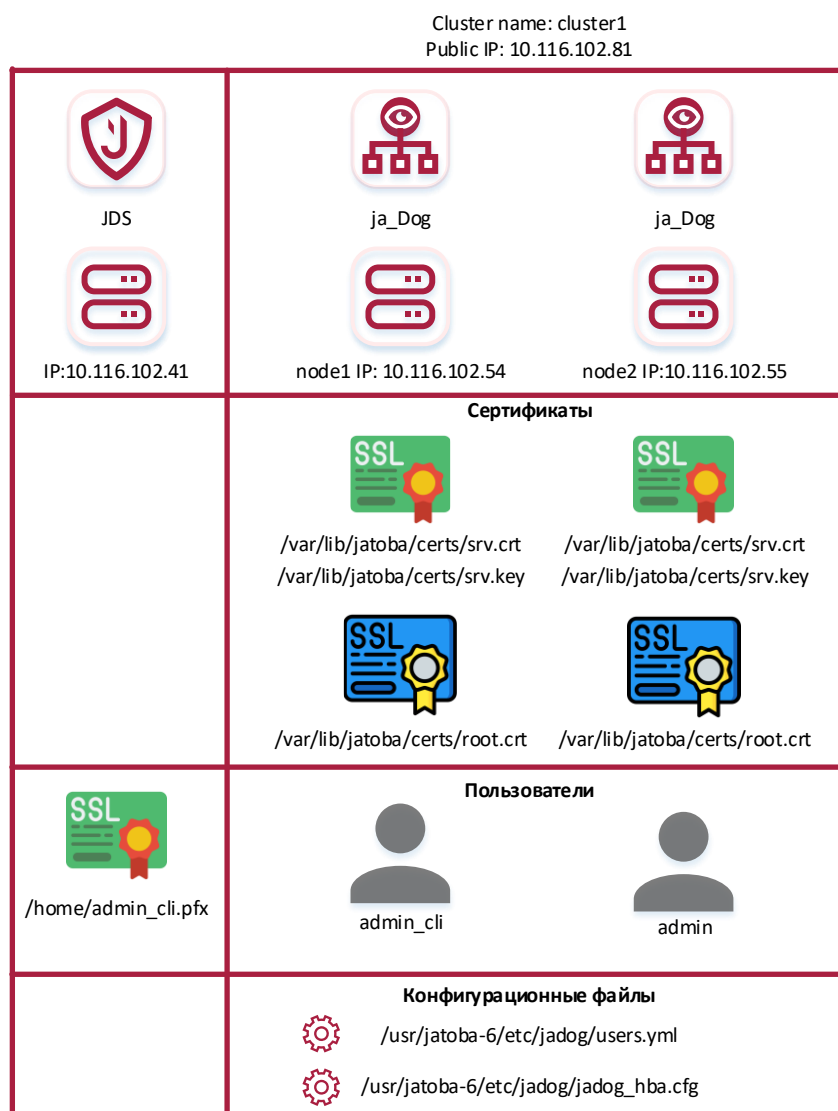 Cluster name: cluster1
Public IP: 10.116.102.81
JDS
ja_Dog
ja_Dog
IP:10.116.102.41
node1 IP: 10.116.102.54
node2 IP:10.116.102.55
Сертификаты
SSL
SSL
/var/lib/jatoba/certs/srv.crt
/var/lib/jatoba/certs/srv.crt
/var/lib/jatoba/certs/srv.key
/var/lib/jatoba/certs/srv.key
SSL
SSL
/var/lib/jatoba/certs/root.crt
/var/lib/jatoba/certs/root.crt
Пользователи
SSL
/home/admin_cli.pfx
admin_cli
admin
Конфигурационные файлы
/usr/jatoba-6/etc/jadog/users.yml
/usr/jatoba-6/etc/jadog/jadog_hba.cfg